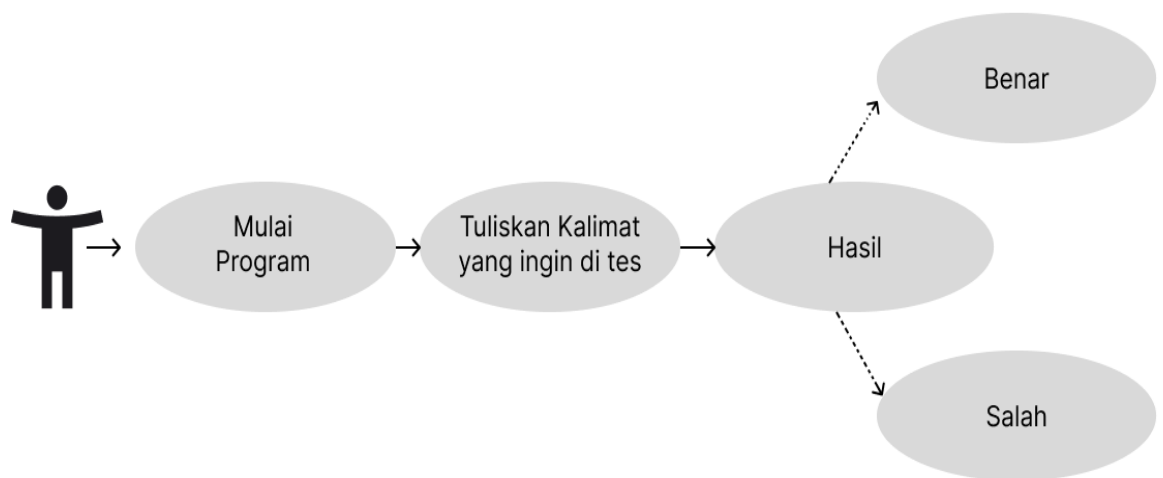 Mulai
Program
Tuliskan Kalimat
yang ingin di tes
Hasil
Benar
Salah